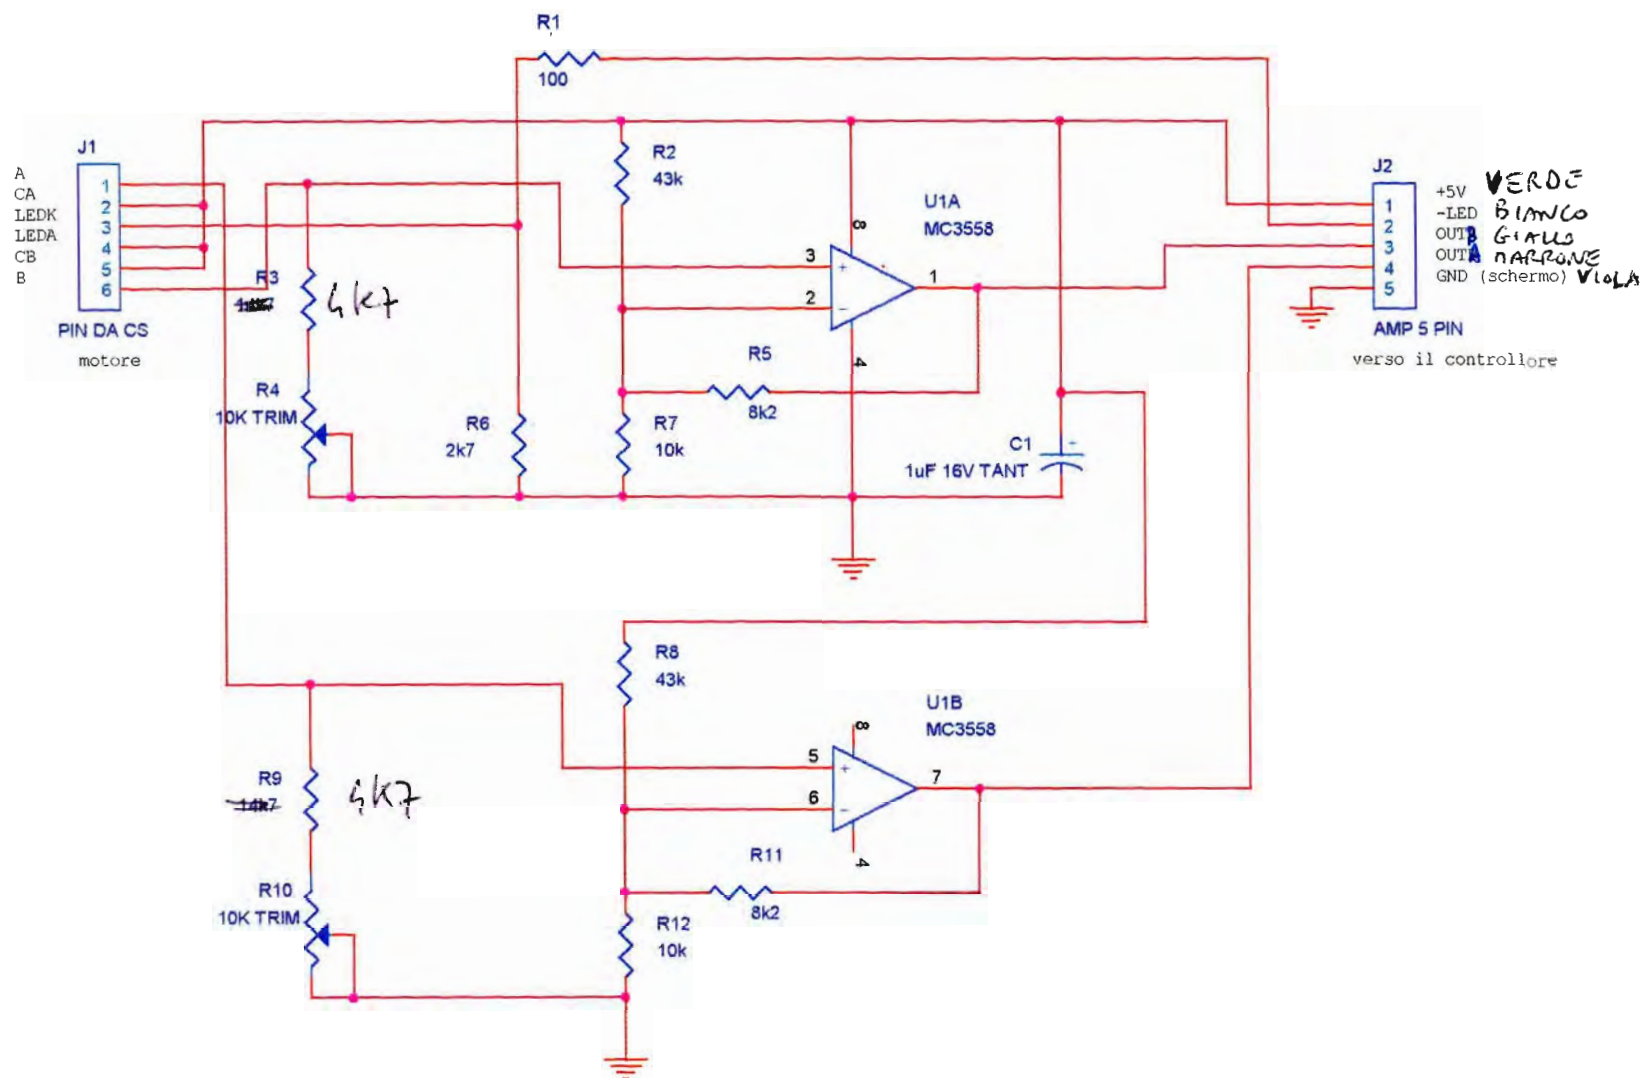 R1
100
J1
A
CA
LEDK
LEDA
CB
B
1
2
3
4
5
6
PIN DA CS
motore
R2
43k
U1A
MC3558
8
3
+
2
-
1
4
R3
4k7
R4
10K TRIM
R5
8k2
R6
2k7
R7
10k
C1
1uF 16V TANT
J2
+5V VERDE
-LED BIANCO
OUTB GIALLO
OUTA MARRONE
GND (schermo) VIOLA
1
2
3
4
5
AMP 5 PIN
verso il controllore
R8
43k
U1B
MC3558
8
5
+
6
-
7
4
R9
14k7
4K7
R10
10K TRIM
R11
8k2
R12
10k